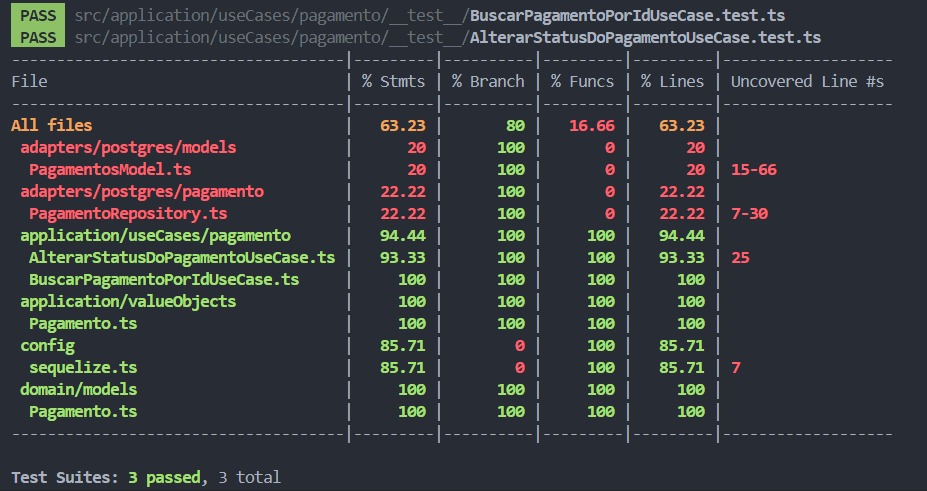 PASS src/application/useCases/pagamento/__test__/BuscarPagamentoPorIdUseCase.test.ts
PASS src/application/useCases/pagamento/__test__/AlterarStatusDoPagamentoUseCase.test.ts
------------------------------------|---------|----------|---------|---------|-------------------
File | % Stmts | % Branch | % Funcs | % Lines | Uncovered Line #s
------------------------------------|---------|----------|---------|---------|-------------------
All files | 63.23 | 80 | 16.66 | 63.23 |
adapters/postgres/models | 20 | 100 | 0 | 20 |
PagamentosModel.ts | 20 | 100 | 0 | 20 | 15-66
adapters/postgres/pagamento | 22.22 | 100 | 0 | 22.22 |
PagamentoRepository.ts | 22.22 | 100 | 0 | 22.22 | 7-30
application/useCases/pagamento | 94.44 | 100 | 100 | 94.44 |
AlterarStatusDoPagamentoUseCase.ts | 93.33 | 100 | 100 | 93.33 | 25
BuscarPagamentoPorIdUseCase.ts | 100 | 100 | 100 | 100 |
application/valueObjects | 100 | 100 | 100 | 100 |
Pagamento.ts | 100 | 100 | 100 | 100 |
config | 85.71 | 0 | 100 | 85.71 |
sequelize.ts | 85.71 | 0 | 100 | 85.71 | 7
domain/models | 100 | 100 | 100 | 100 |
Pagamento.ts | 100 | 100 | 100 | 100 |
------------------------------------|---------|----------|---------|---------|-------------------
Test Suites: 3 passed, 3 total